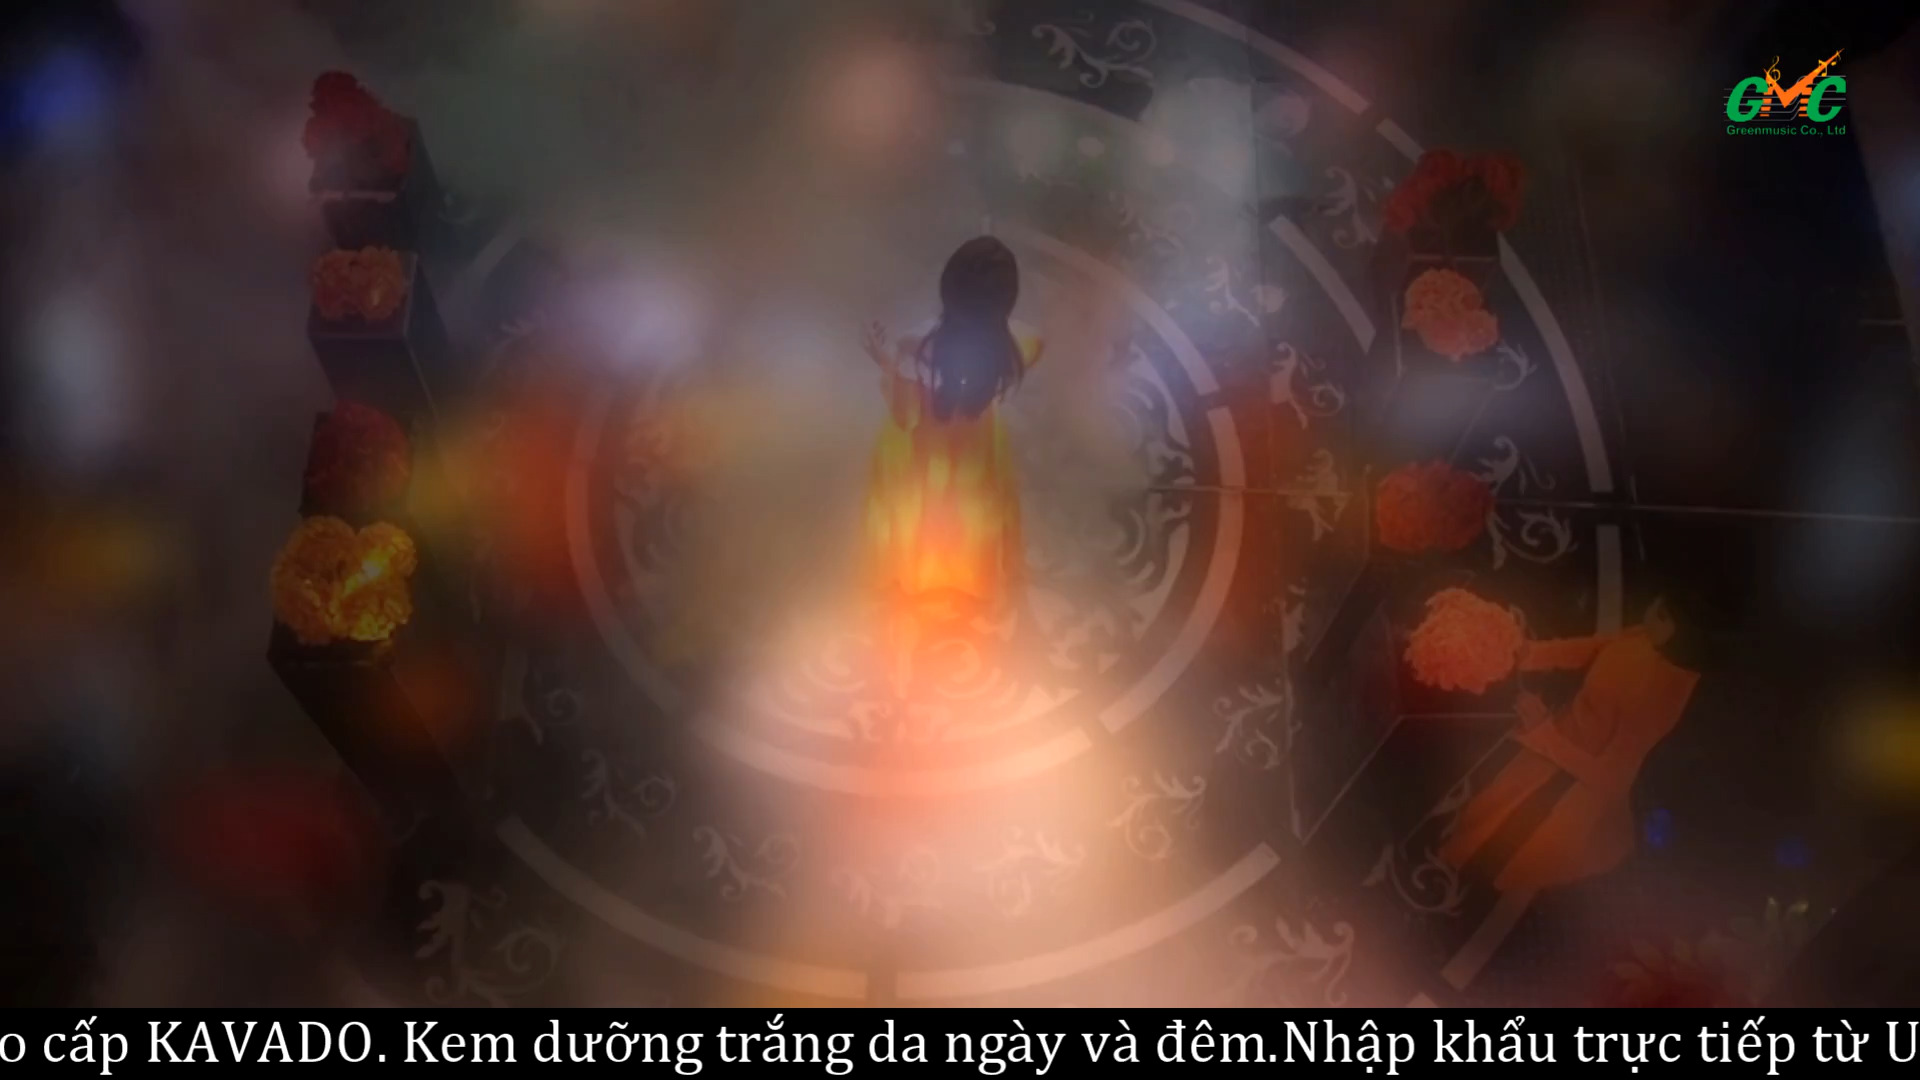 GMC
Greenmusic Co., Ltd
o cấp KAVADO. Kem dưỡng trắng da ngày và đêm.Nhập khẩu trực tiếp từ U